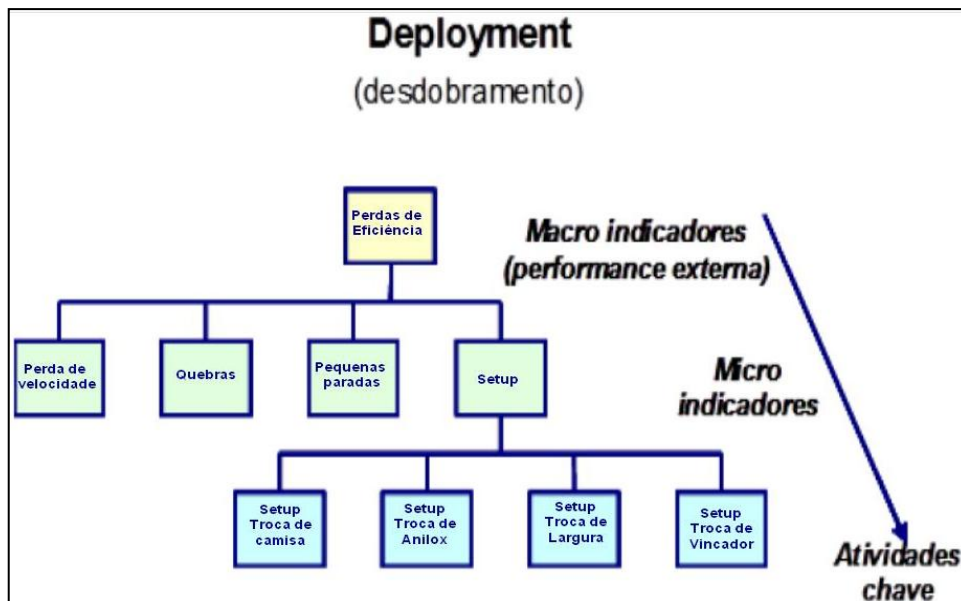 Deployment
(desdobramento)
Perdas de
Eficiência
Macro indicadores
(performance externa)
Perda de
velocidade
Quebras
Pequenas
paradas
Setup
Micro
indicadores
Setup
Troca de
camisa
Setup
Troca de
Anilox
Setup
Troca de
Largura
Setup
Troca de
Vincador
Atividades
chave